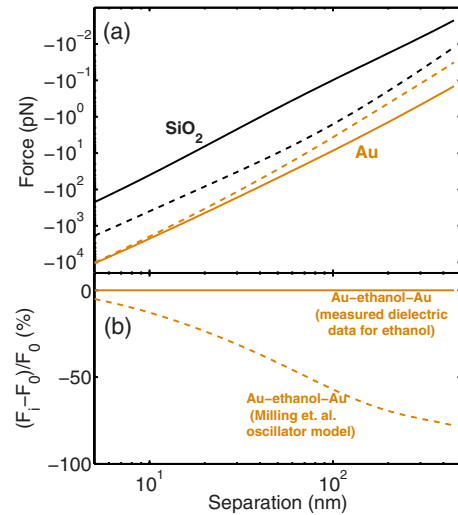 (a)
−10⁻²
−10⁻¹
−10⁰
−10¹
−10²
−10³
−10⁴
Force (pN)
SiO₂
Au
(b)
0
−50
−100
(Fᵢ−F₀)/F₀ (%)
Au−ethanol−Au
(measured dielectric
data for ethanol)
Au−ethanol−Au
(Milling et. al.
oscillator model)
10¹
10²
Separation (nm)